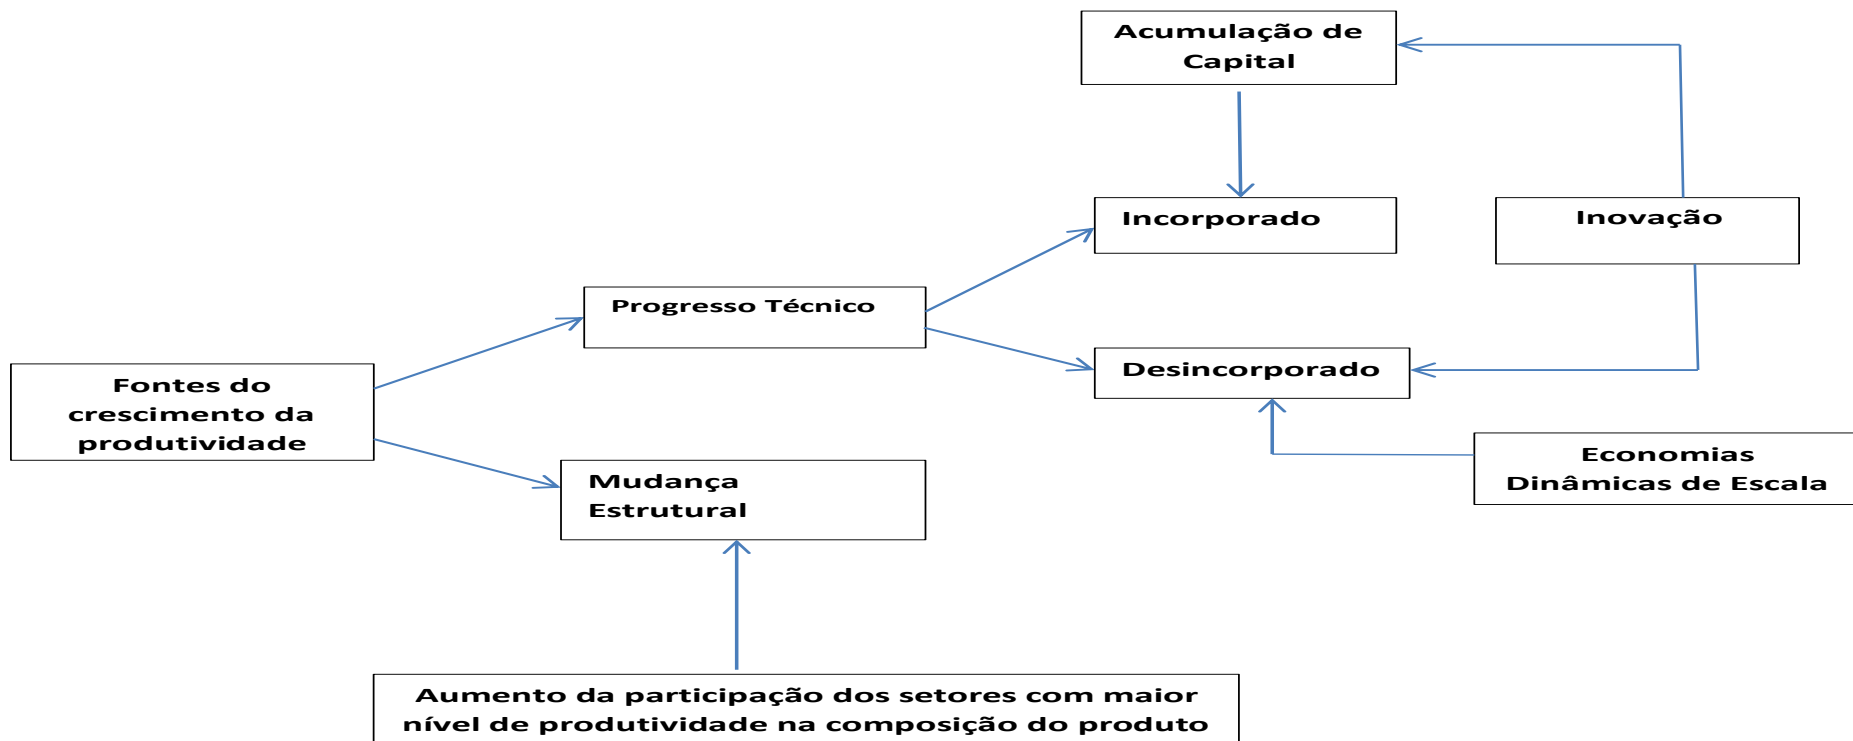 Acumulação de
Capital
Incorporado
Inovação
Progresso Técnico
Desincorporado
Fontes do
crescimento da
produtividade
Economias
Dinâmicas de Escala
Mudança
Estrutural
Aumento da participação dos setores com maior
nível de produtividade na composição do produto